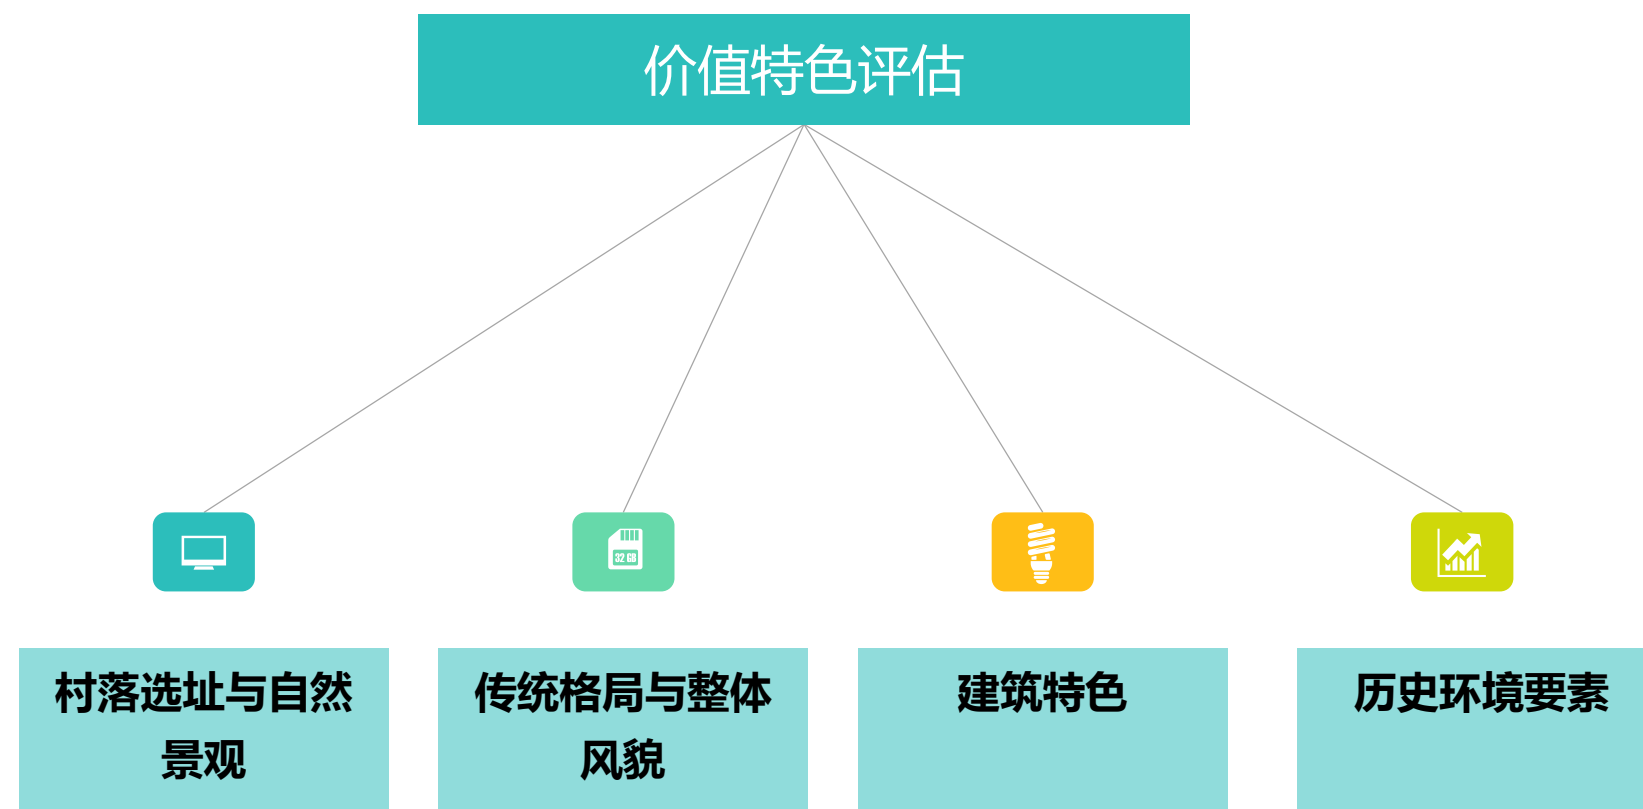 价值特色评估
32 GB
村落选址与自然
景观
传统格局与整体
风貌
建筑特色
历史环境要素